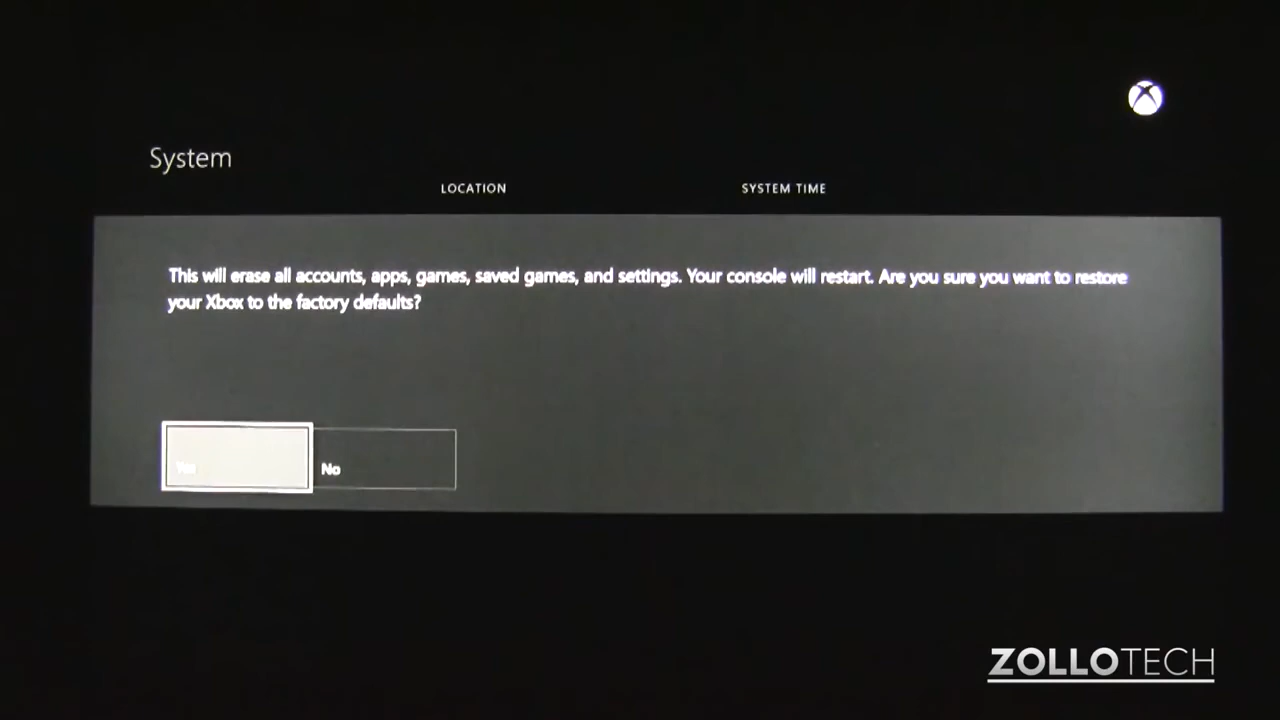 System
LOCATION
SYSTEM TIME
This will erase all accounts, apps, games, saved games, and settings. Your console will restart. Are you sure you want to restore
your Xbox to the factory defaults?
Yes
No
ZOLLOTECH